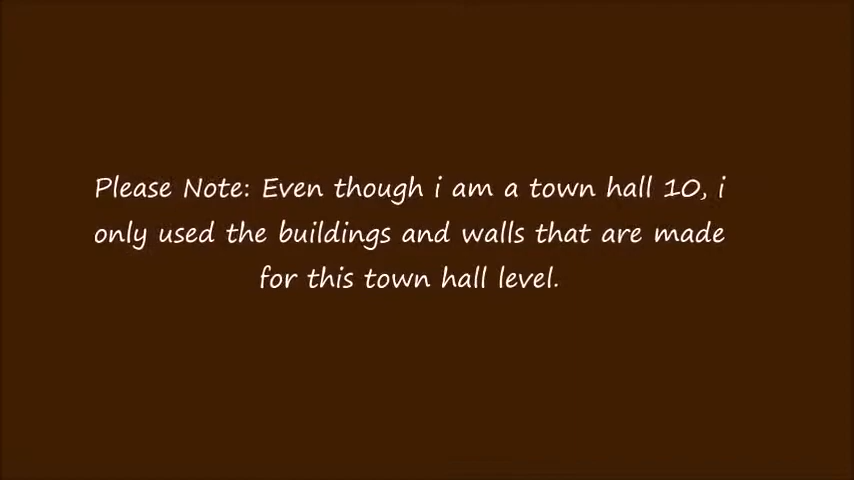 Please Note: Even though i am a town hall 10, i
only used the buildings and walls that are made
for this town hall level.